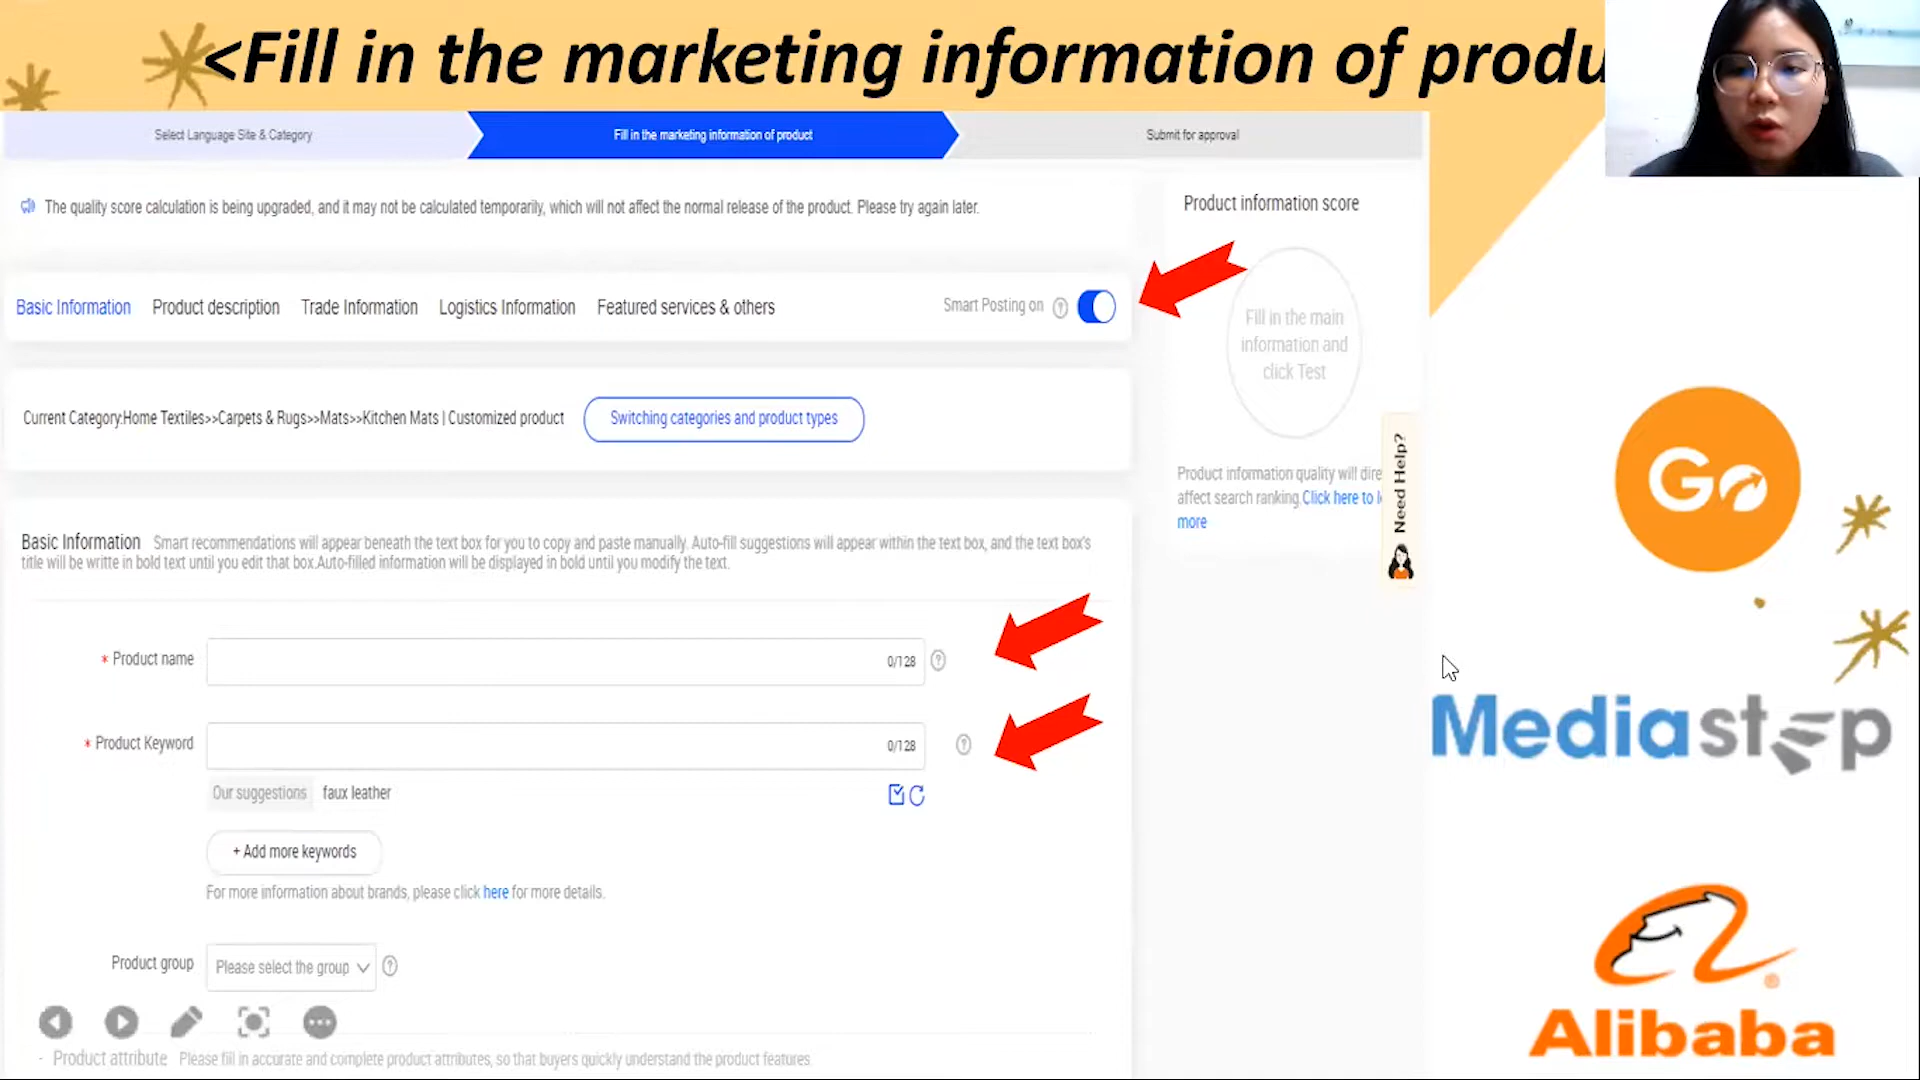 <Fill in the marketing information of produ
Select Language Site & Category
Fill in the marketing information of product
Submit for approval
The quality score calculation is being upgraded, and it may not be calculated temporarily, which will not affect the normal release of the product. Please try again later.
Product information score
Basic Information
Product description
Trade Information
Logistics Information
Featured services & others
Smart Posting on
Fill in the main
information and
click Test
Current Category:Home Textiles>>Carpets & Rugs>>Mats>>Kitchen Mats | Customized product
Switching categories and product types
Product information quality will dire
affect search ranking.Click here to l
more
Need Help?
Go
Basic Information Smart recommendations will appear beneath the text box for you to copy and paste manually. Auto-fill suggestions will appear within the text box, and the text box's
title will be writte in bold text until you edit that box.Auto-filled information will be displayed in bold until you modify the text.
* Product name
0/128
* Product Keyword
0/128
Our suggestions faux leather
+ Add more keywords
For more information about brands, please click here for more details.
Product group
Please select the group
- Product attribute Please fill in accurate and complete product attributes, so that buyers quickly understand the product features
Mediastep
Alibaba